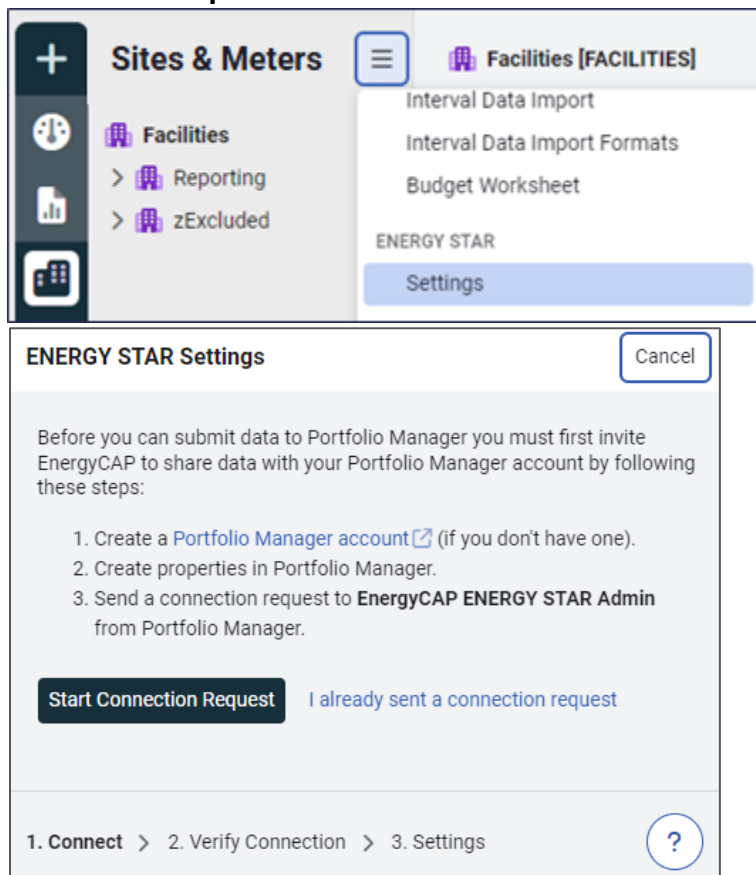 Sites & Meters
Facilities [FACILITIES]
Interval Data Import
Facilities
Interval Data Import Formats
Reporting
Budget Worksheet
zExcluded
ENERGY STAR
Settings
ENERGY STAR Settings
Cancel
Before you can submit data to Portfolio Manager you must first invite
EnergyCAP to share data with your Portfolio Manager account by following
these steps:
1. Create a Portfolio Manager account (if you don't have one).
2. Create properties in Portfolio Manager.
3. Send a connection request to EnergyCAP ENERGY STAR Admin
from Portfolio Manager.
Start Connection Request
I already sent a connection request
1. Connect > 2. Verify Connection > 3. Settings
?